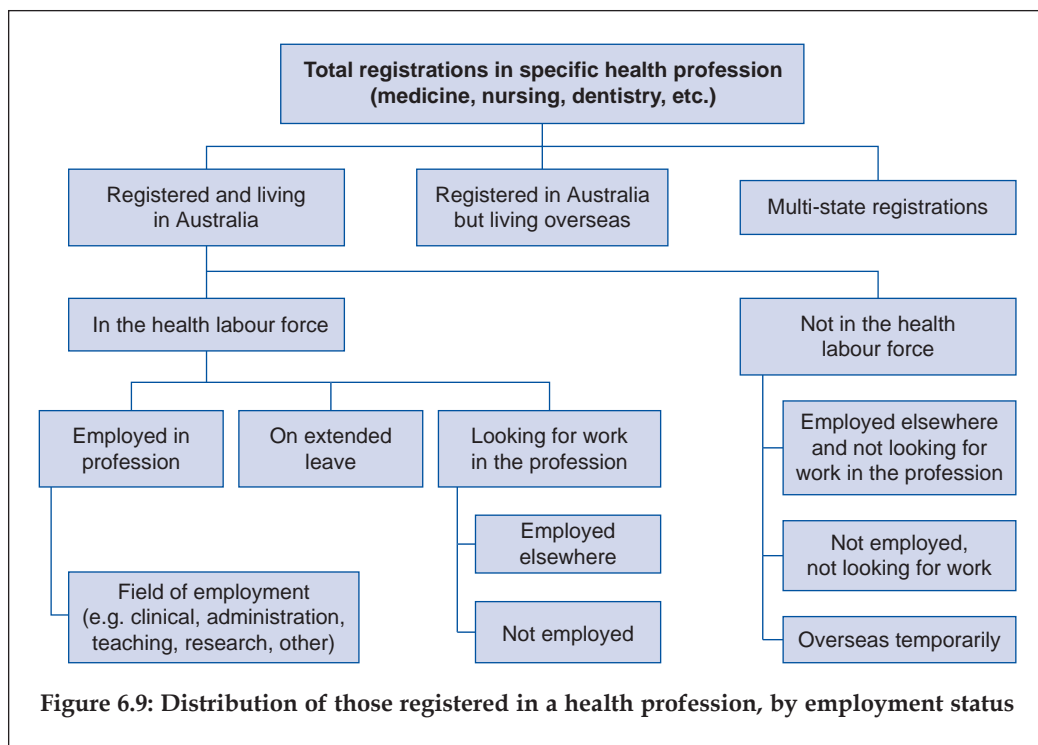 Total registrations in specific health profession
(medicine, nursing, dentistry, etc.)
Registered and living
in Australia
Registered in Australia
but living overseas
Multi-state registrations
In the health labour force
Not in the health
labour force
Employed in
profession
On extended
leave
Looking for work
in the profession
Employed elsewhere
and not looking for
work in the profession
Employed
elsewhere
Not employed,
not looking for work
Field of employment
(e.g. clinical, administration,
teaching, research, other)
Not employed
Overseas temporarily
Figure 6.9: Distribution of those registered in a health profession, by employment status